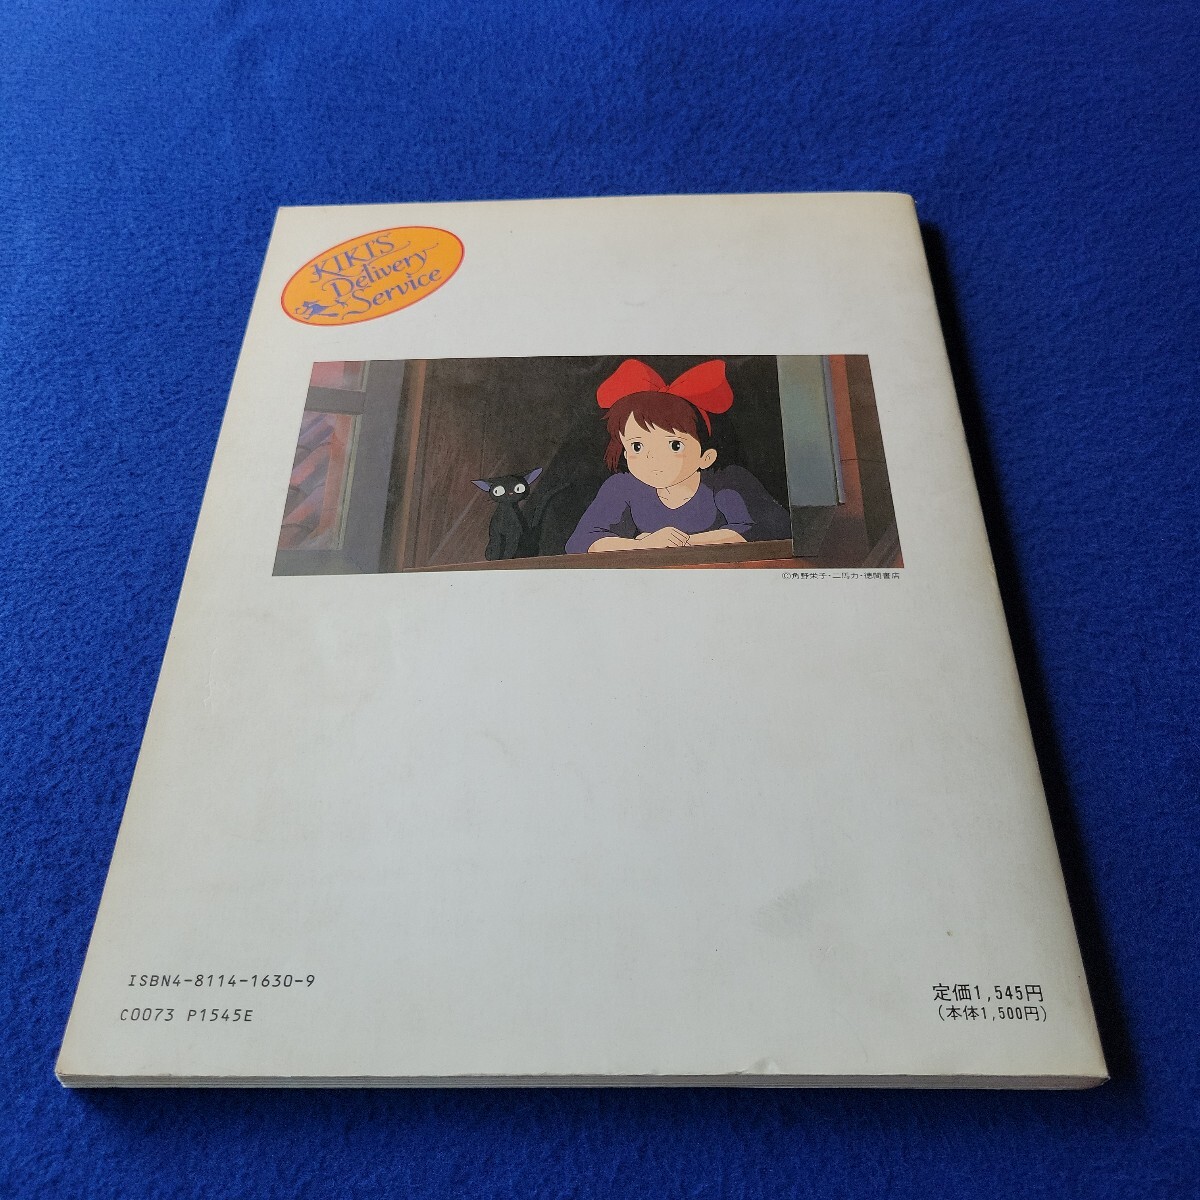 KIKI'S
Delivery
Service
©角野栄子・二馬力・徳間書店
ISBN4-8114-1630-9
C0073 P1545E
定価1,545円
(本体1,500円)